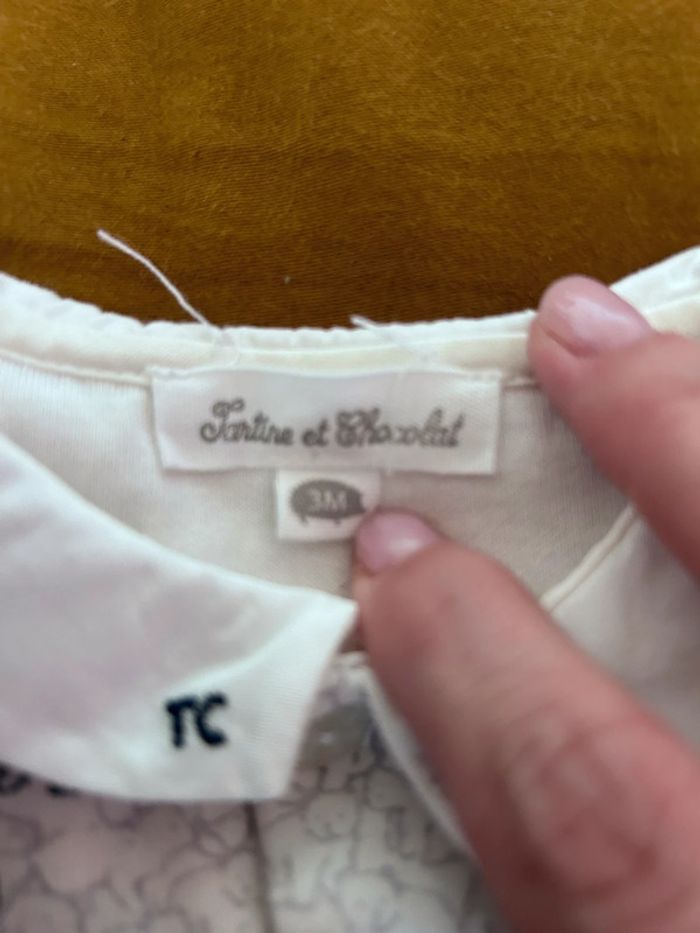 Tartine et Chocolat
3M
TC